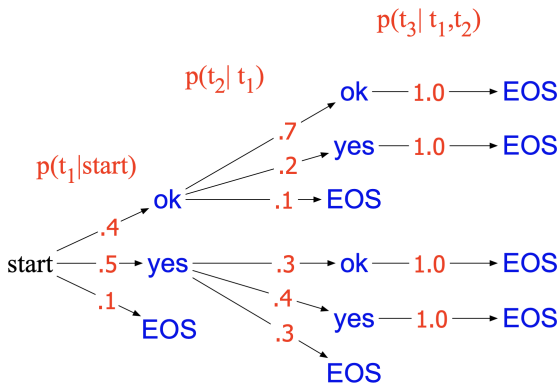 p(t3| t1,t2)
p(t2| t1)
ok 1.0 EOS
.7
yes 1.0 EOS
.2
p(t1|start)
ok .1 EOS
.4
start .5 yes .3 ok 1.0 EOS
.1 .4
EOS yes 1.0 EOS
.3
EOS